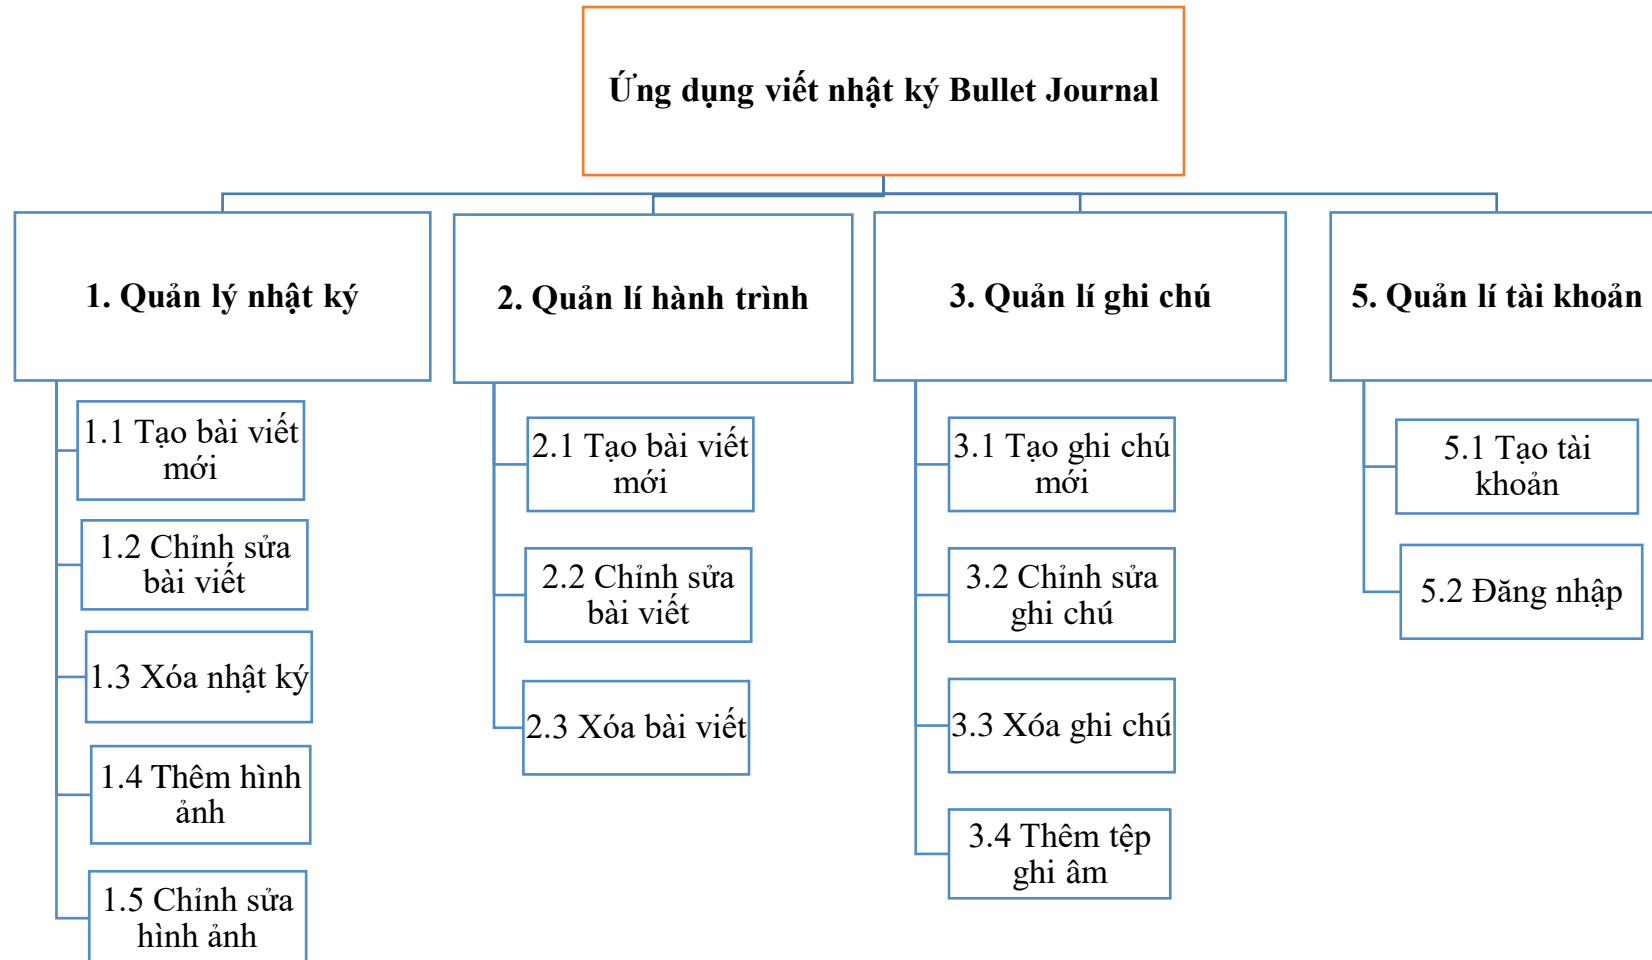 Ứng dụng viết nhật ký Bullet Journal
1. Quản lý nhật ký
2. Quản lí hành trình
3. Quản lí ghi chú
5. Quản lí tài khoản
1.1 Tạo bài viết
mới
1.2 Chỉnh sửa
bài viết
1.3 Xóa nhật ký
1.4 Thêm hình
ảnh
1.5 Chỉnh sửa
hình ảnh
2.1 Tạo bài viết
mới
2.2 Chỉnh sửa
bài viết
2.3 Xóa bài viết
3.1 Tạo ghi chú
mới
3.2 Chỉnh sửa
ghi chú
3.3 Xóa ghi chú
3.4 Thêm tệp
ghi âm
5.1 Tạo tài
khoản
5.2 Đăng nhập